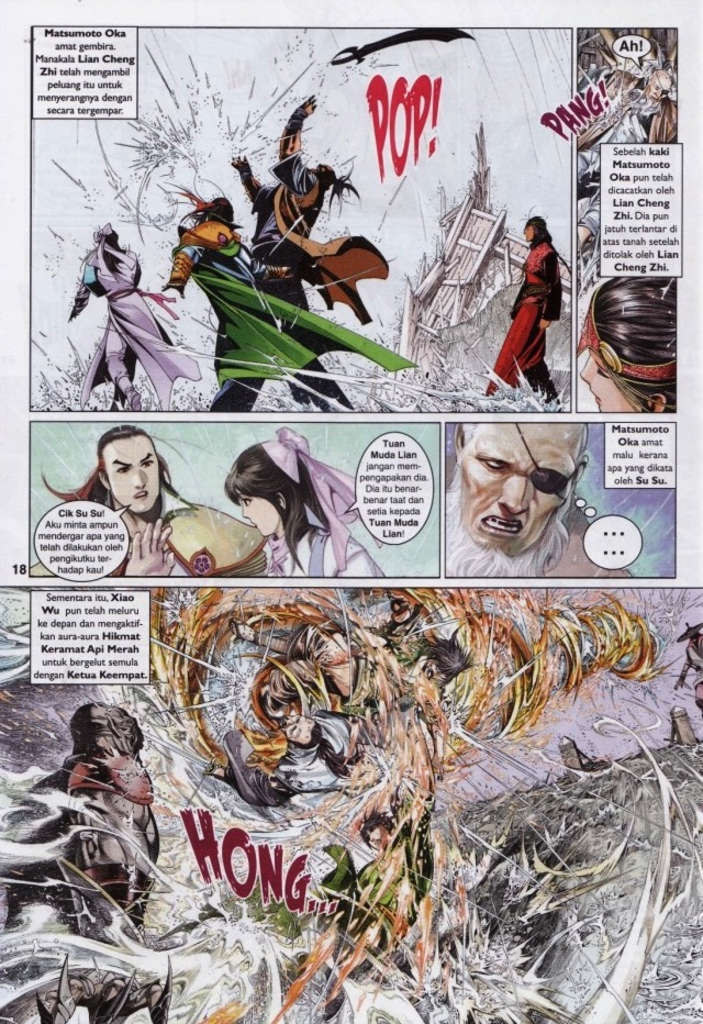 Matsumoto Oka
amat gembira.
Manakala Lian Cheng
Zhi telah mengambil
peluang itu untuk
menyerangnya dengan
secara tergempar.
POP!
Ah!
PANG!
Sebelah kaki
Matsumoto
Oka pun telah
dicacatkan oleh
Lian Cheng
Zhi. Dia pun
jatuh terlantar di
atas tanah setelah
ditolak oleh Lian
Cheng Zhi.
Cik Su Su!
Aku minta ampun
mendengar apa yang
telah dilakukan oleh
pengikutku ter-
hadap kau!
Tuan
Muda Lian
jangan mem-
pengapakan dia.
Dia itu benar-
benar taat dan
setia kepada
Tuan Muda
Lian!
Matsumoto
Oka amat
malu kerana
apa yang dikata
oleh Su Su.
...
...
18
Sementara itu, Xiao
Wu pun telah meluru
ke depan dan mengaktif-
kan aura-aura Hikmat
Keramat Api Merah
untuk bergelut semula
dengan Ketua Keempat.
HONG...